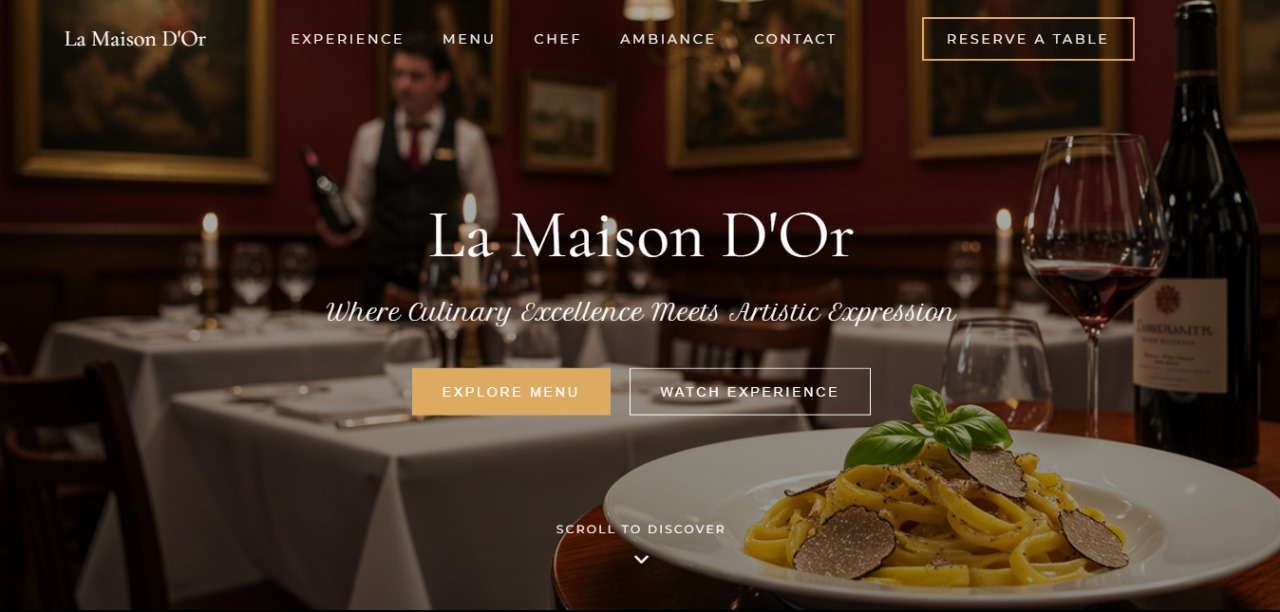 La Maison D'Or
EXPERIENCE
MENU
CHEF
AMBIANCE
CONTACT
RESERVE A TABLE
La Maison D'Or
Where Culinary Excellence Meets Artistic Expression
EXPLORE MENU
WATCH EXPERIENCE
SCROLL TO DISCOVER